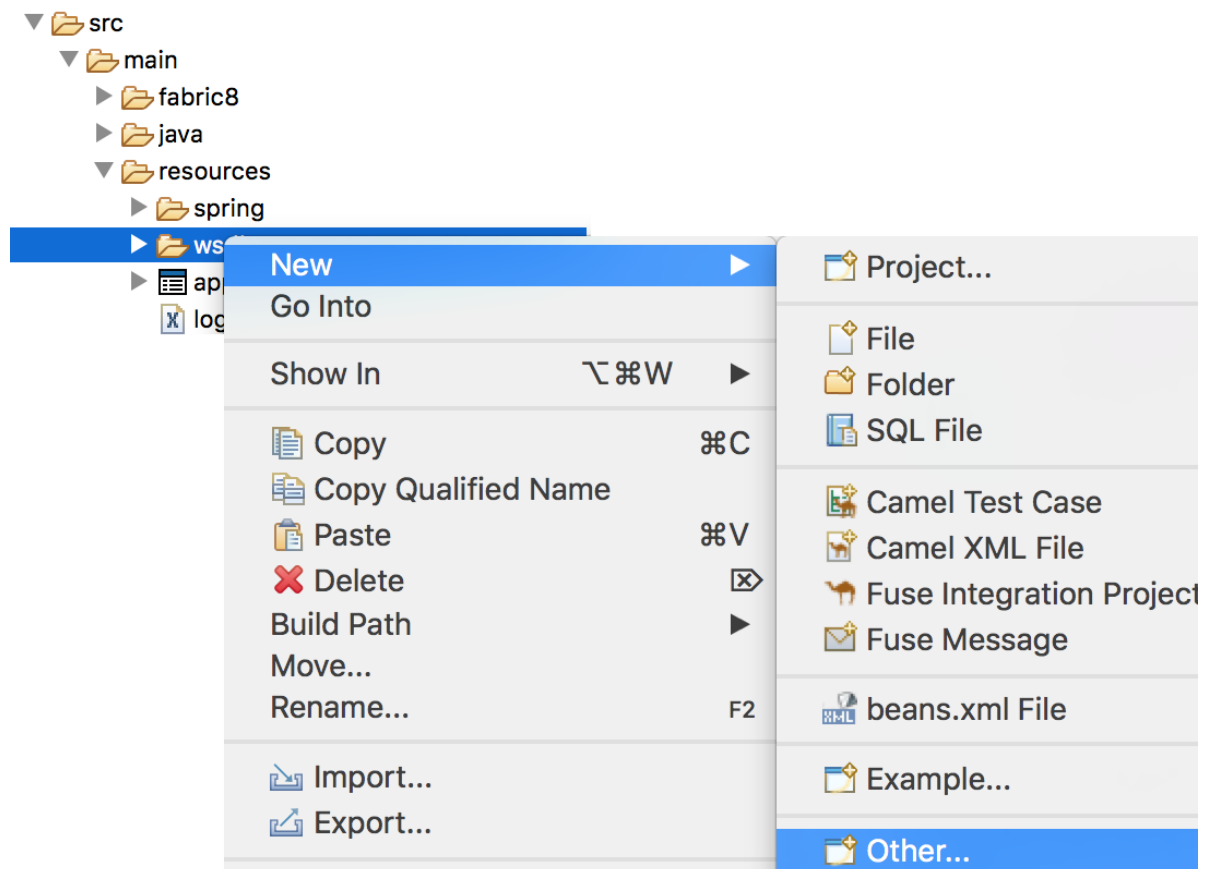 src
main
fabric8
java
resources
spring
New
Go Into
Show In ⌥⌘W
Copy ⌘C
Copy Qualified Name
Paste ⌘V
Delete ⌦
Build Path
Move...
Rename... F2
Import...
Export...
Project...
File
Folder
SQL File
Camel Test Case
Camel XML File
Fuse Integration Project
Fuse Message
beans.xml File
Example...
Other...